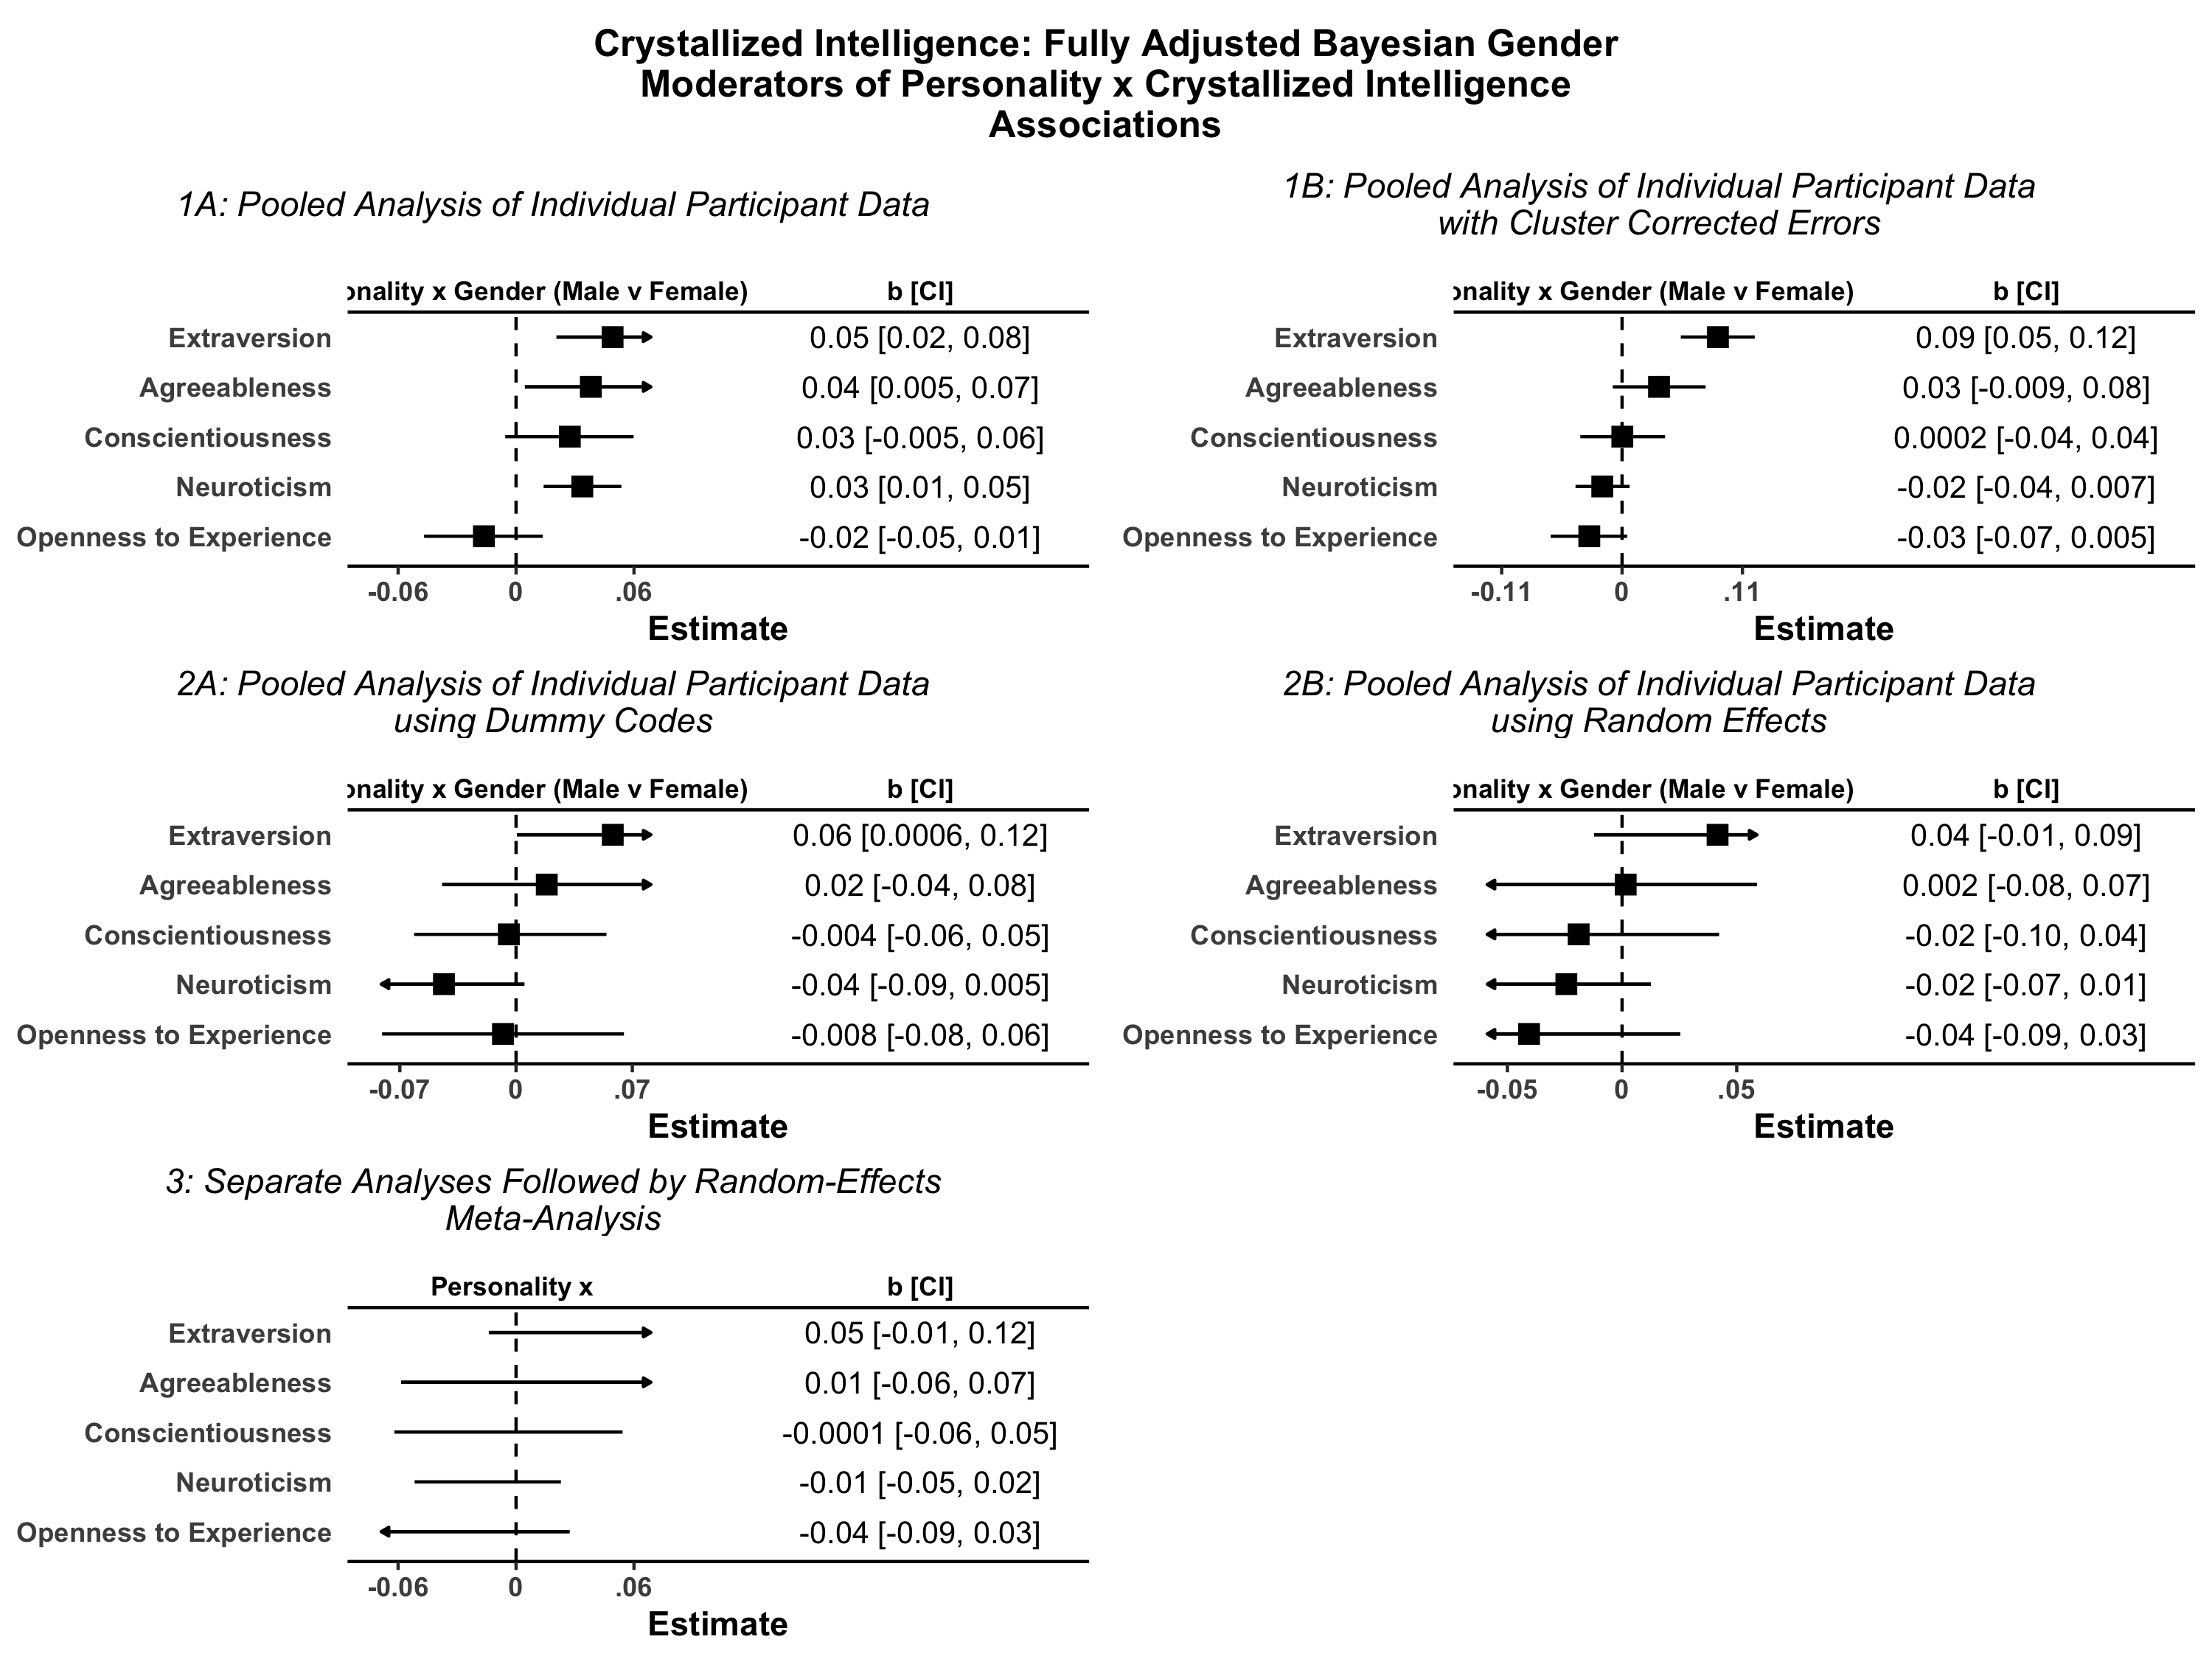 Crystallized Intelligence: Fully Adjusted Bayesian Gender
Moderators of Personality x Crystallized Intelligence
Associations
1A: Pooled Analysis of Individual Participant Data
onality x Gender (Male v Female) b [CI]
Extraversion 0.05 [0.02, 0.08]
Agreeableness 0.04 [0.005, 0.07]
Conscientiousness 0.03 [-0.005, 0.06]
Neuroticism 0.03 [0.01, 0.05]
Openness to Experience -0.02 [-0.05, 0.01]
-0.06 0 .06
Estimate
1B: Pooled Analysis of Individual Participant Data
with Cluster Corrected Errors
onality x Gender (Male v Female) b [CI]
Extraversion 0.09 [0.05, 0.12]
Agreeableness 0.03 [-0.009, 0.08]
Conscientiousness 0.0002 [-0.04, 0.04]
Neuroticism -0.02 [-0.04, 0.007]
Openness to Experience -0.03 [-0.07, 0.005]
-0.11 0 .11
Estimate
2A: Pooled Analysis of Individual Participant Data
using Dummy Codes
onality x Gender (Male v Female) b [CI]
Extraversion 0.06 [0.0006, 0.12]
Agreeableness 0.02 [-0.04, 0.08]
Conscientiousness -0.004 [-0.06, 0.05]
Neuroticism -0.04 [-0.09, 0.005]
Openness to Experience -0.008 [-0.08, 0.06]
-0.07 0 .07
Estimate
2B: Pooled Analysis of Individual Participant Data
using Random Effects
onality x Gender (Male v Female) b [CI]
Extraversion 0.04 [-0.01, 0.09]
Agreeableness 0.002 [-0.08, 0.07]
Conscientiousness -0.02 [-0.10, 0.04]
Neuroticism -0.02 [-0.07, 0.01]
Openness to Experience -0.04 [-0.09, 0.03]
-0.05 0 .05
Estimate
3: Separate Analyses Followed by Random-Effects
Meta-Analysis
Personality x b [CI]
Extraversion 0.05 [-0.01, 0.12]
Agreeableness 0.01 [-0.06, 0.07]
Conscientiousness -0.0001 [-0.06, 0.05]
Neuroticism -0.01 [-0.05, 0.02]
Openness to Experience -0.04 [-0.09, 0.03]
-0.06 0 .06
Estimate